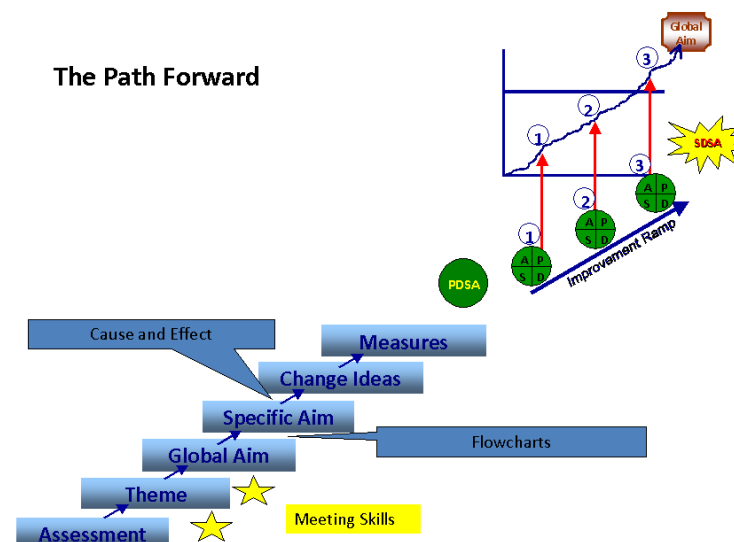 The Path Forward
Global
Aim
3
2
1
SDSA
3
A P
S D
2
A P
S D
1
A P
S D
Improvement Ramp
PDSA
Cause and Effect
Measures
Change Ideas
Specific Aim
Flowcharts
Global Aim
Theme
Meeting Skills
Assessment